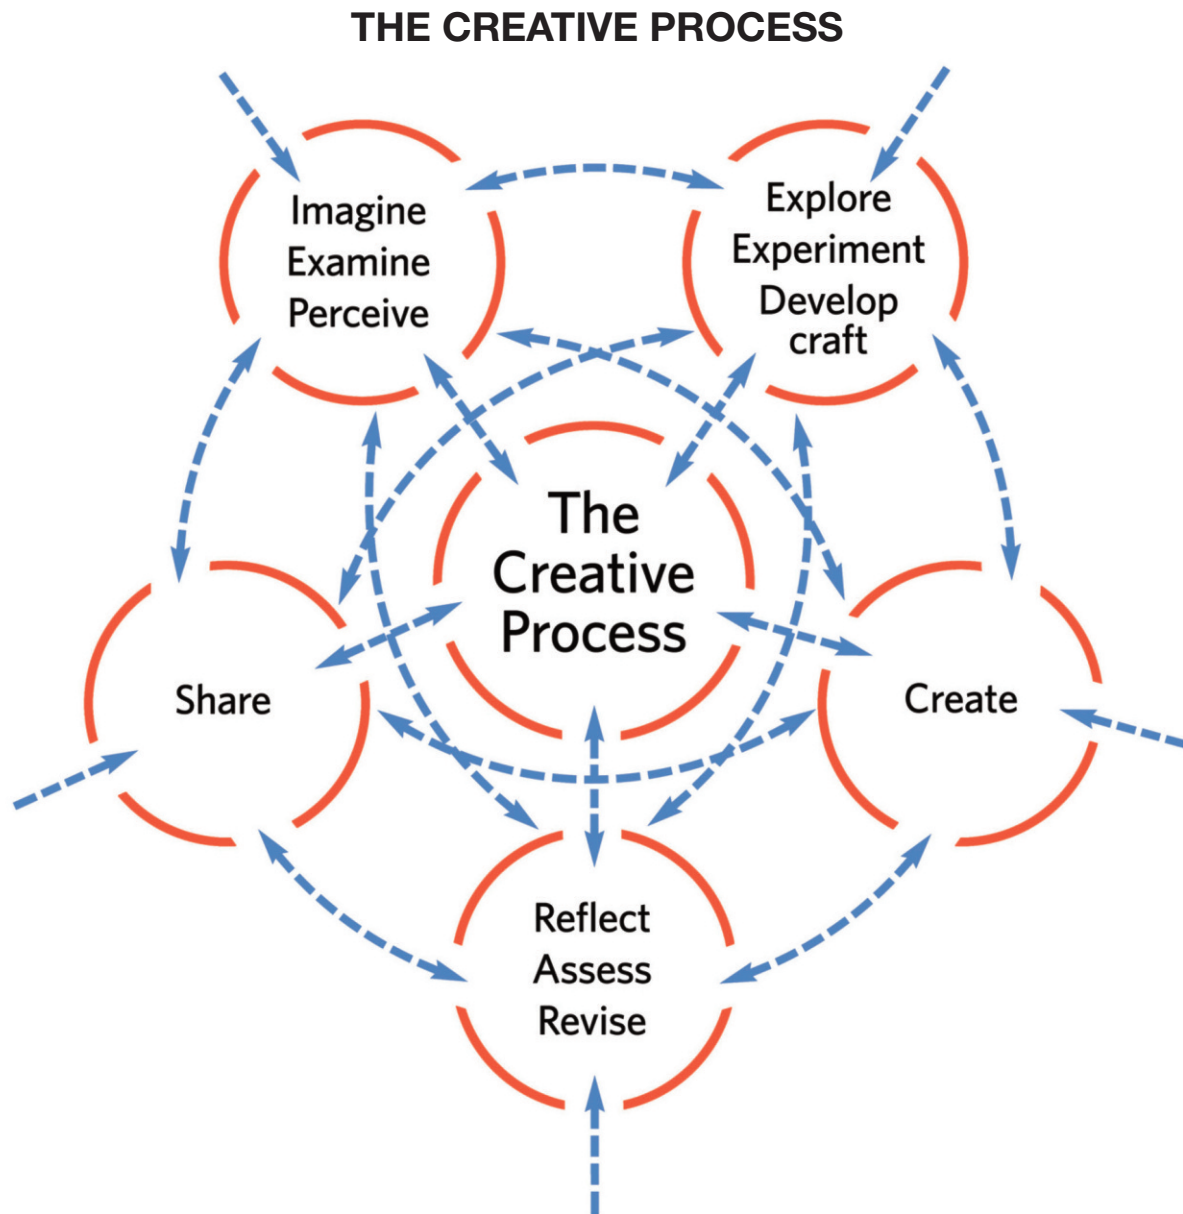 THE CREATIVE PROCESS
Imagine
Examine
Perceive
Explore
Experiment
Develop
craft
The
Creative
Process
Share
Create
Reflect
Assess
Revise